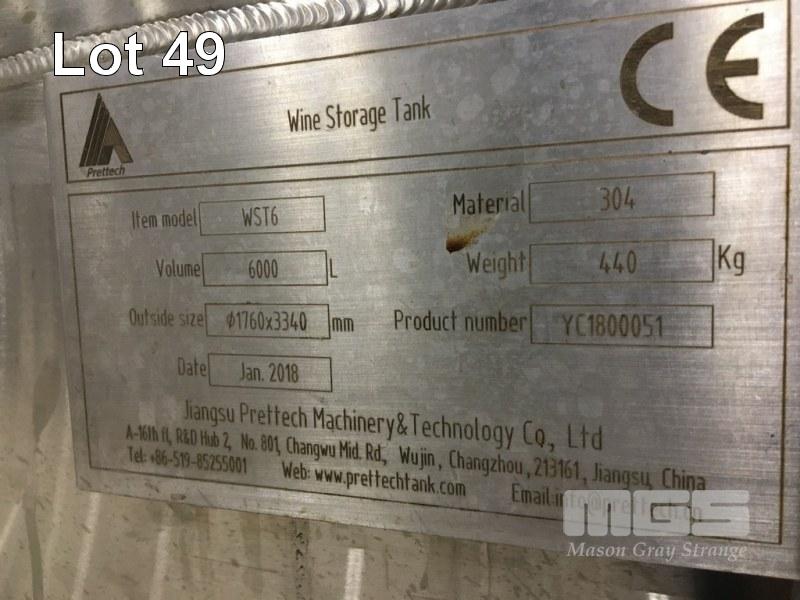 Lot 49
CE
Prettech
Wine Storage Tank
Item model WST6
Material 304
Volume 6000 L
Weight 440 Kg
Outside size Φ1760x3340 mm
Product number YC1800051
Date Jan. 2018
Jiangsu Prettech Machinery&Technology Co., Ltd
A-16th fl, R&D Hub 2, No. 801, Changwu Mid. Rd, Wujin, Changzhou, 213161, Jiangsu, China
Tel: +86-519-85255001 Web: www.prettechtank.com Email:
MGS
Mason Gray Strange